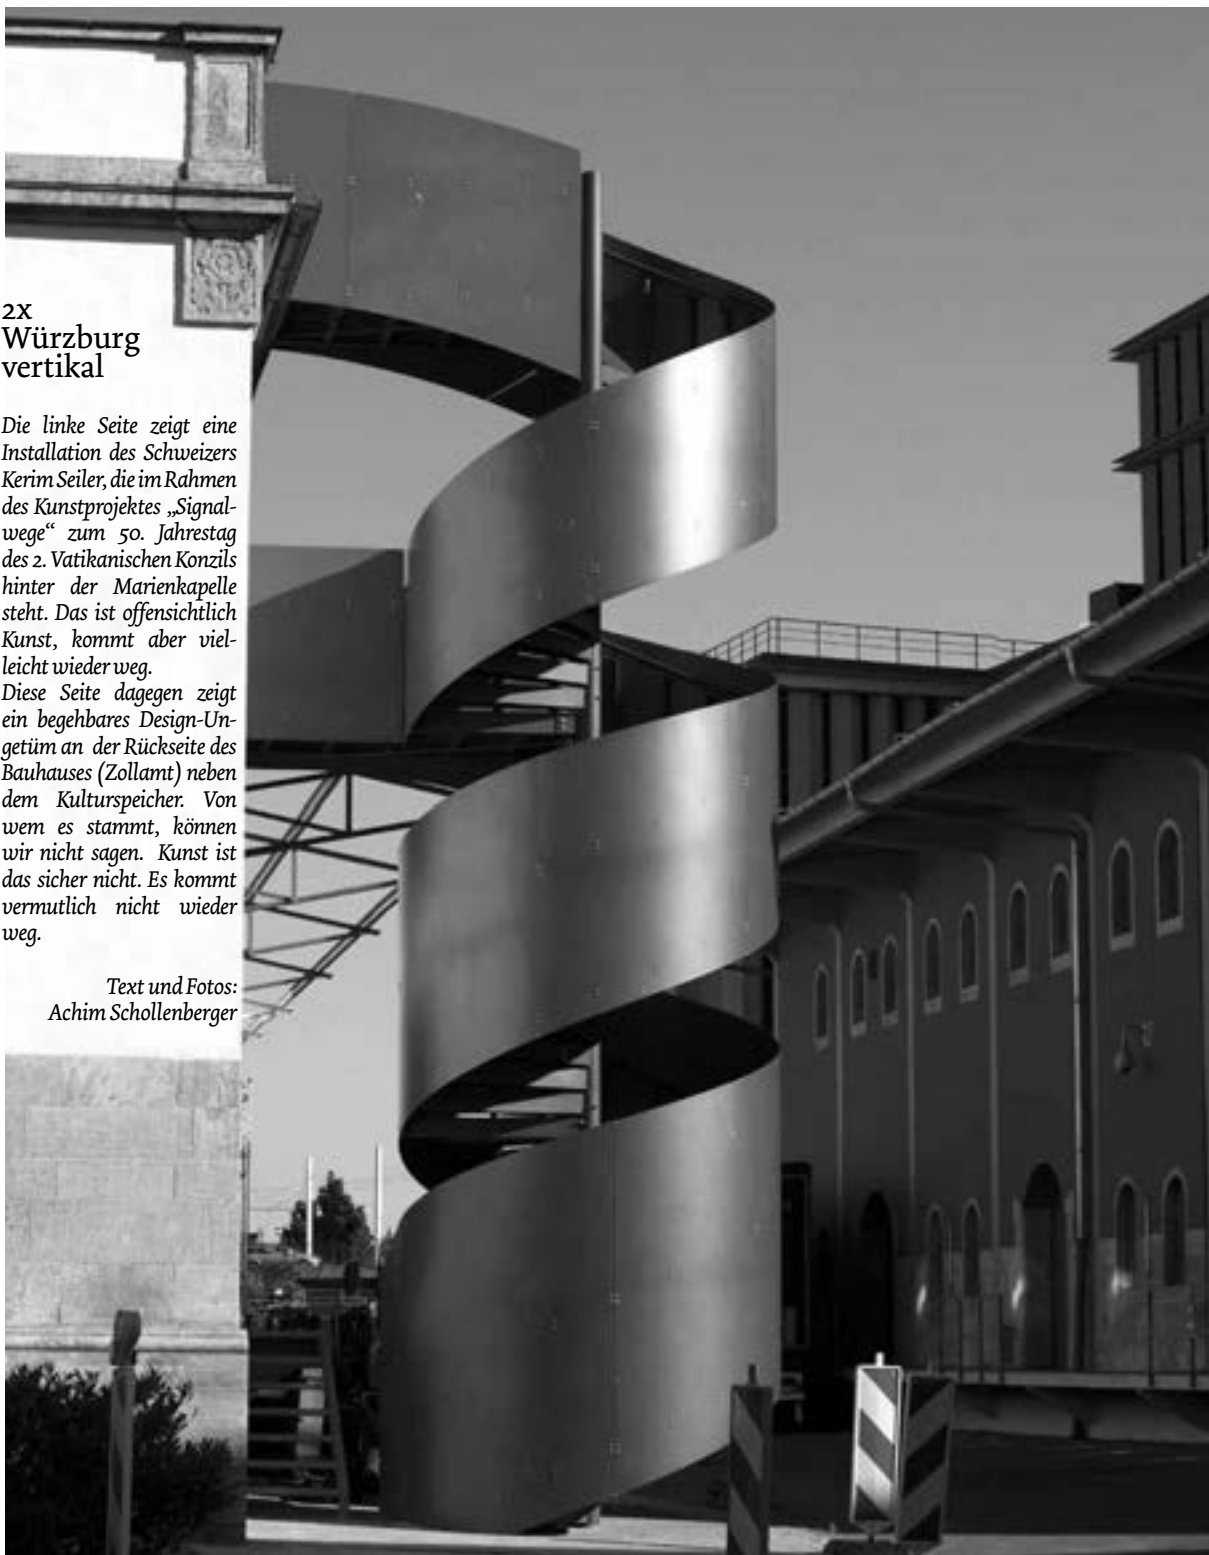 2x
Würzburg
vertikal
Die linke Seite zeigt eine
Installation des Schweizers
Kerim Seiler, die im Rahmen
des Kunstprojektes „Signal-
wege“ zum 50. Jahrestag
des 2. Vatikanischen Konzils
hinter der Marienkapelle
steht. Das ist offensichtlich
Kunst, kommt aber viel-
leicht wieder weg.
Diese Seite dagegen zeigt
ein begehbares Design-Un-
getüm an der Rückseite des
Bauhauses (Zollamt) neben
dem Kulturspeicher. Von
wem es stammt, können
wir nicht sagen. Kunst ist
das sicher nicht. Es kommt
vermutlich nicht wieder
weg.
Text und Fotos:
Achim Schollenberger